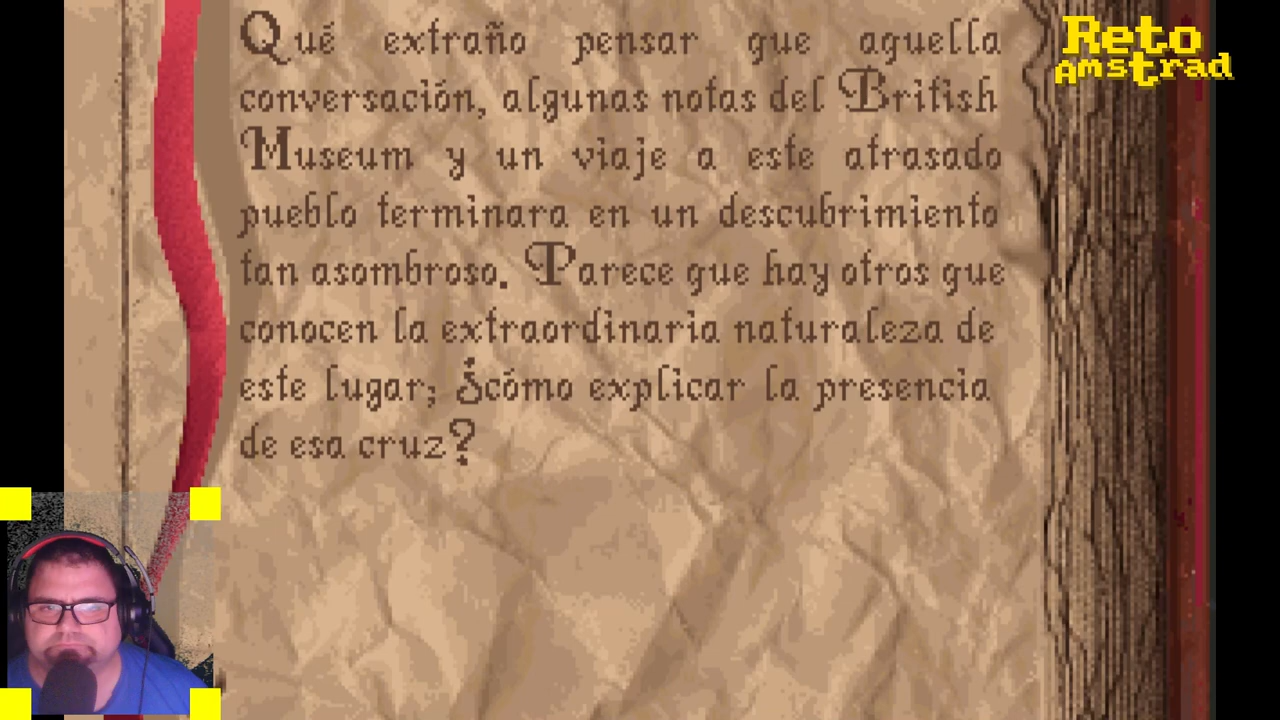 Qué extraño pensar que aquella
conversación, algunas notas del British
Museum y un viaje a este atrasado
pueblo terminara en un descubrimiento
tan asombroso. Parece que hay otros que
conocen la extraordinaria naturaleza de
este lugar; ¿cómo explicar la presencia
de esa cruz?
Reto
Amstrad